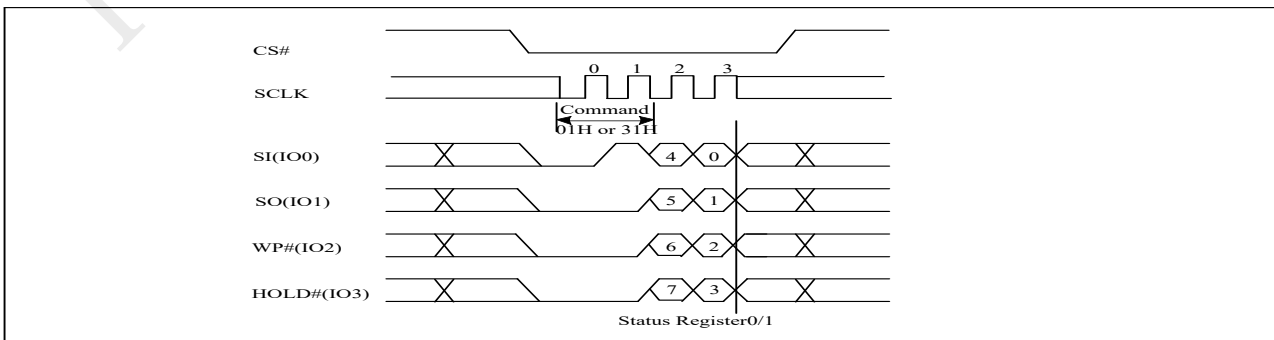 CS#
0 1 2 3
SCLK
Command
01H or 31H
SI(IO0) 4 0
SO(IO1) 5 1
WP#(IO2) 6 2
HOLD#(IO3) 7 3
Status Register0/1